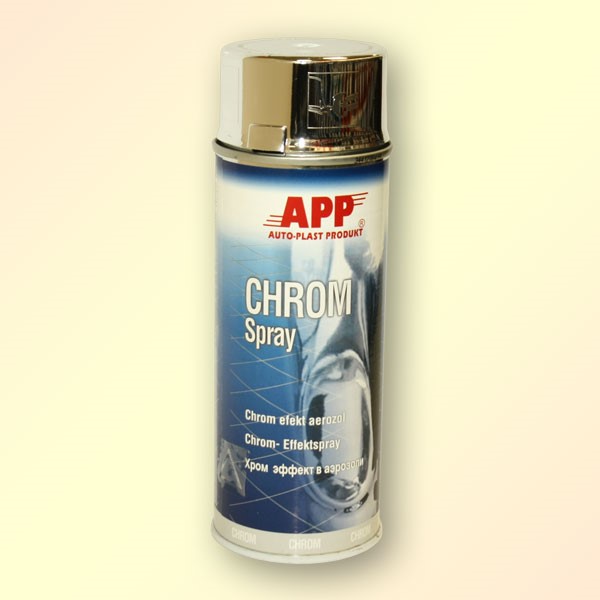 APP®
AUTO-PLAST PRODUKT
CHROM
Spray
Chrom efekt aerozol
Chrom- Effektspray
Хром эффект в аэрозоли
CHROM CHROM CHROM